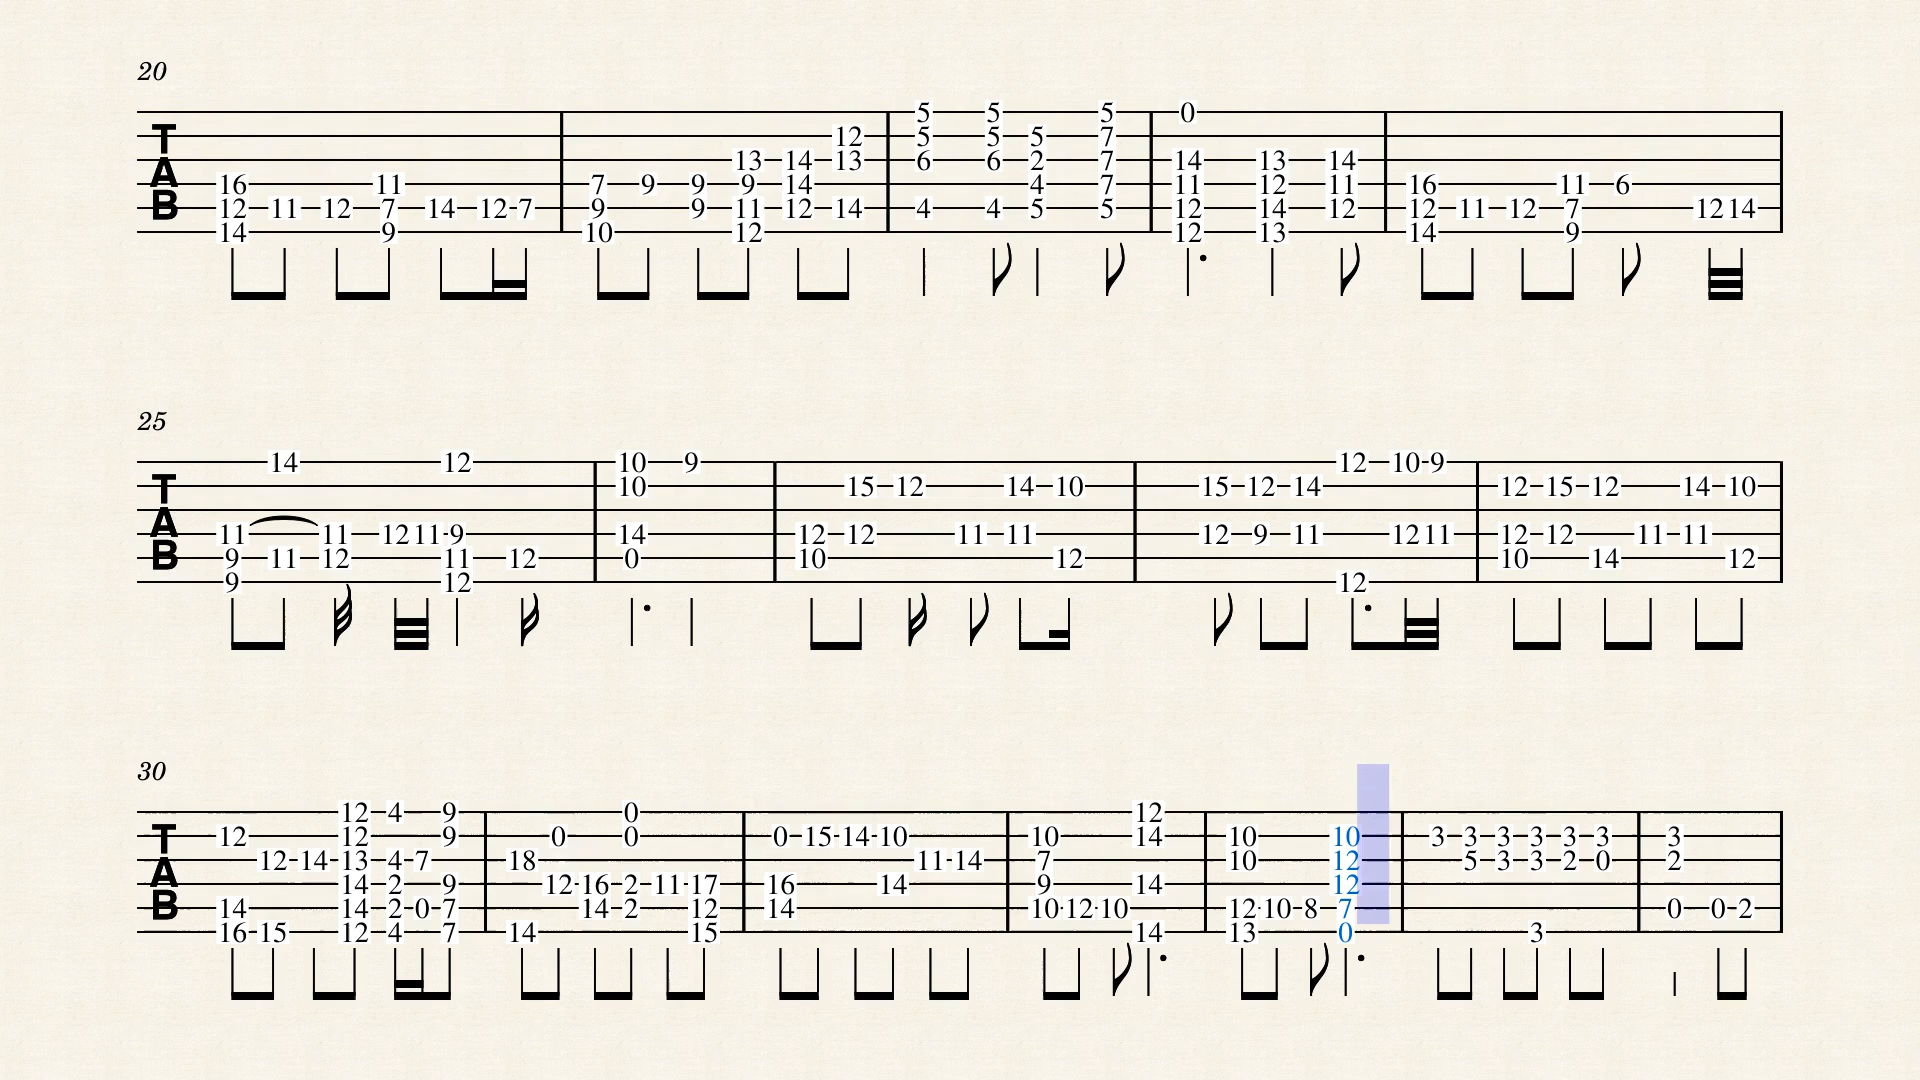 20
T 5 5 5 0
12 5 5 5 7
A 13 14 13 6 6 2 7 14 13 14
16 11 7 9 9 9 14 4 7 11 12 11 16 11 6
B 12 11 12 7 14 12 7 9 9 11 12 14 4 4 5 5 12 14 12 12 11 12 7 12 14
14 9 10 12 12 13 14 9
25
14 12 10 9 12 10 9
T 10 15 12 14 10 15 12 14 12 15 12 14 10
A 11 11 12 11 9 14 12 12 11 11 12 9 11 12 11 12 12 11 11
B 9 11 12 11 12 0 10 12 10 14 12
9 12 12
30
12 4 9 0 12
T 12 12 9 0 0 0 15 14 10 10 14 10 10 3 3 3 3 3 3 3
A 12 14 13 4 7 18 11 14 7 10 12 5 3 3 2 0 2
14 2 9 12 16 2 11 17 16 14 9 14 12
B 14 14 2 0 7 14 2 12 14 10 12 10 12 10 8 7 0 0 2
16 15 12 4 7 14 15 14 13 0 3